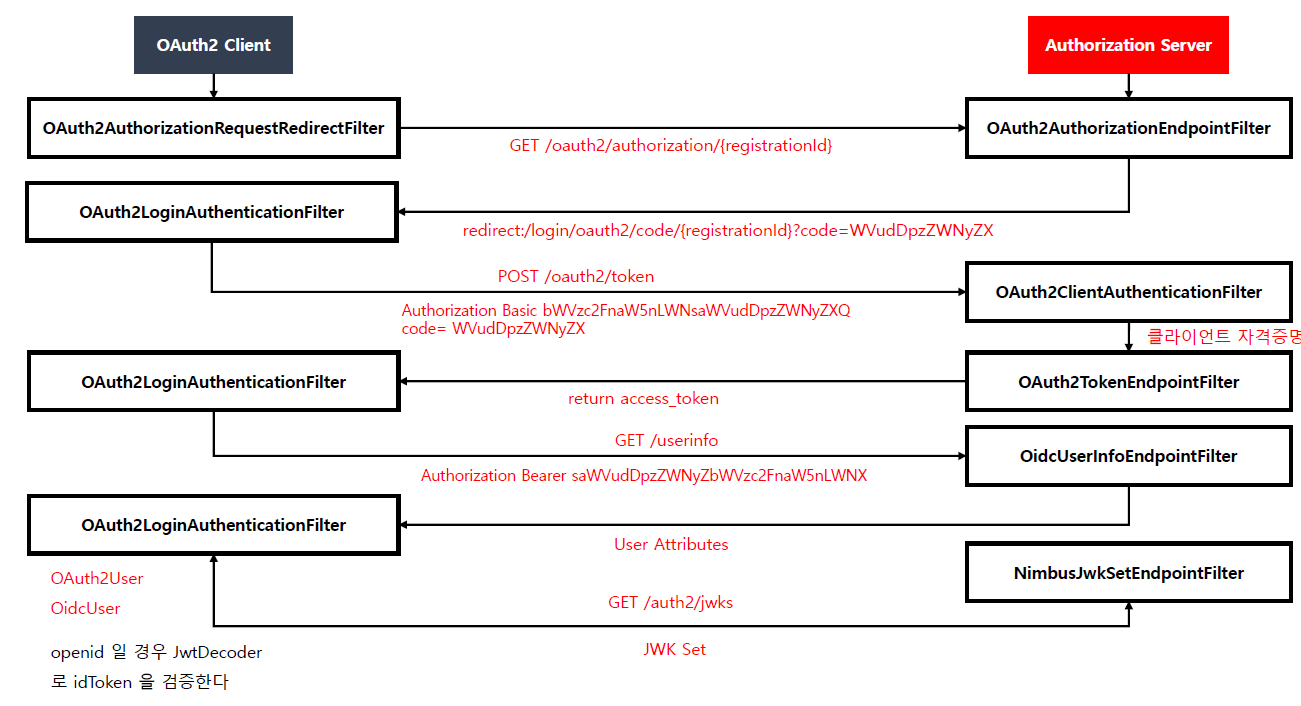 OAuth2 Client
Authorization Server
OAuth2AuthorizationRequestRedirectFilter
OAuth2AuthorizationEndpointFilter
GET /oauth2/authorization/{registrationId}
OAuth2LoginAuthenticationFilter
redirect:/login/oauth2/code/{registrationId}?code=WVudDpzZWNyZX
POST /oauth2/token
OAuth2ClientAuthenticationFilter
Authorization Basic bWVzc2FnaW5nLWNsaWVudDpzZWNyZXQ
code= WVudDpzZWNyZX
클라이언트 자격증명
OAuth2LoginAuthenticationFilter
OAuth2TokenEndpointFilter
return access_token
GET /userinfo
OidcUserInfoEndpointFilter
Authorization Bearer saWVudDpzZWNyZbWVzc2FnaW5nLWNX
OAuth2LoginAuthenticationFilter
User Attributes
NimbusJwkSetEndpointFilter
OAuth2User
GET /auth2/jwks
OidcUser
JWK Set
openid 일 경우 JwtDecoder
로 idToken 을 검증한다